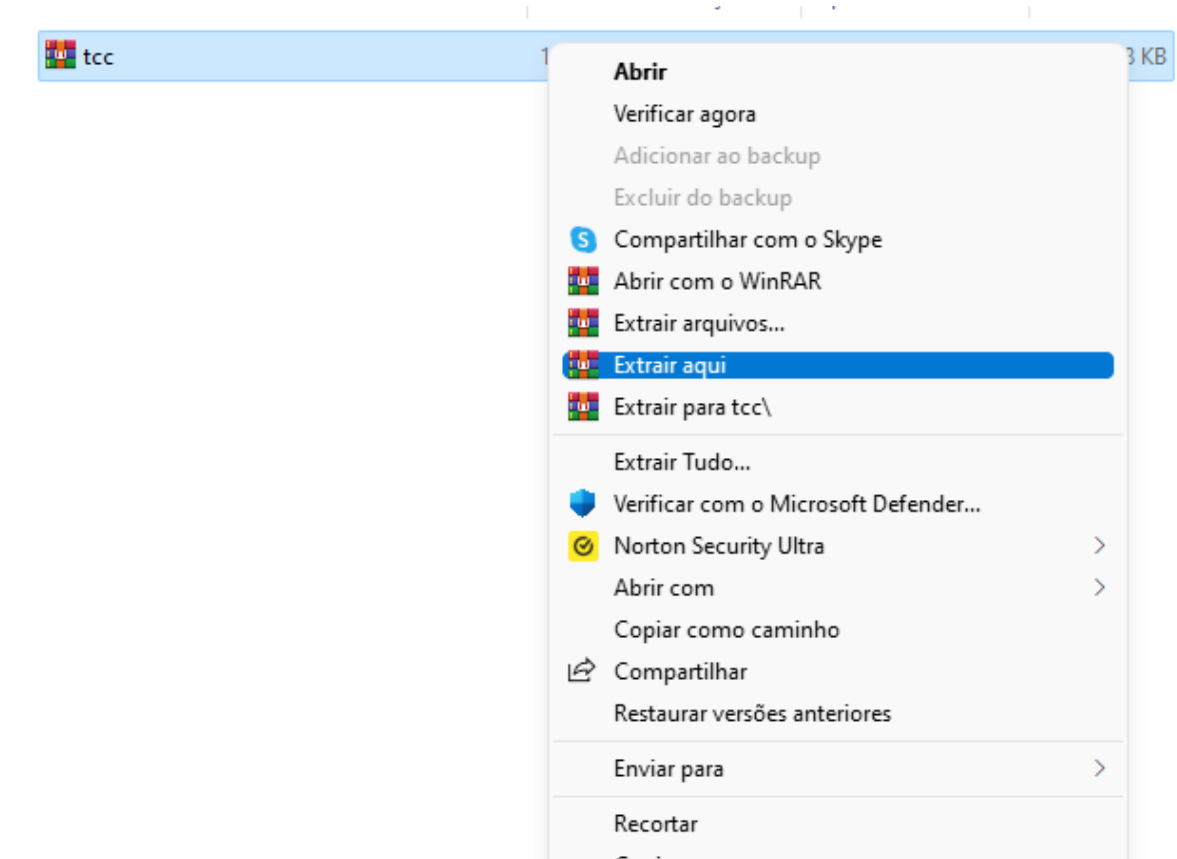 tcc
KB
Abrir
Verificar agora
Adicionar ao backup
Excluir do backup
Compartilhar com o Skype
Abrir com o WinRAR
Extrair arquivos...
Extrair aqui
Extrair para tcc\
Extrair Tudo...
Verificar com o Microsoft Defender...
Norton Security Ultra
Abrir com
Copiar como caminho
Compartilhar
Restaurar versões anteriores
Enviar para
Recortar